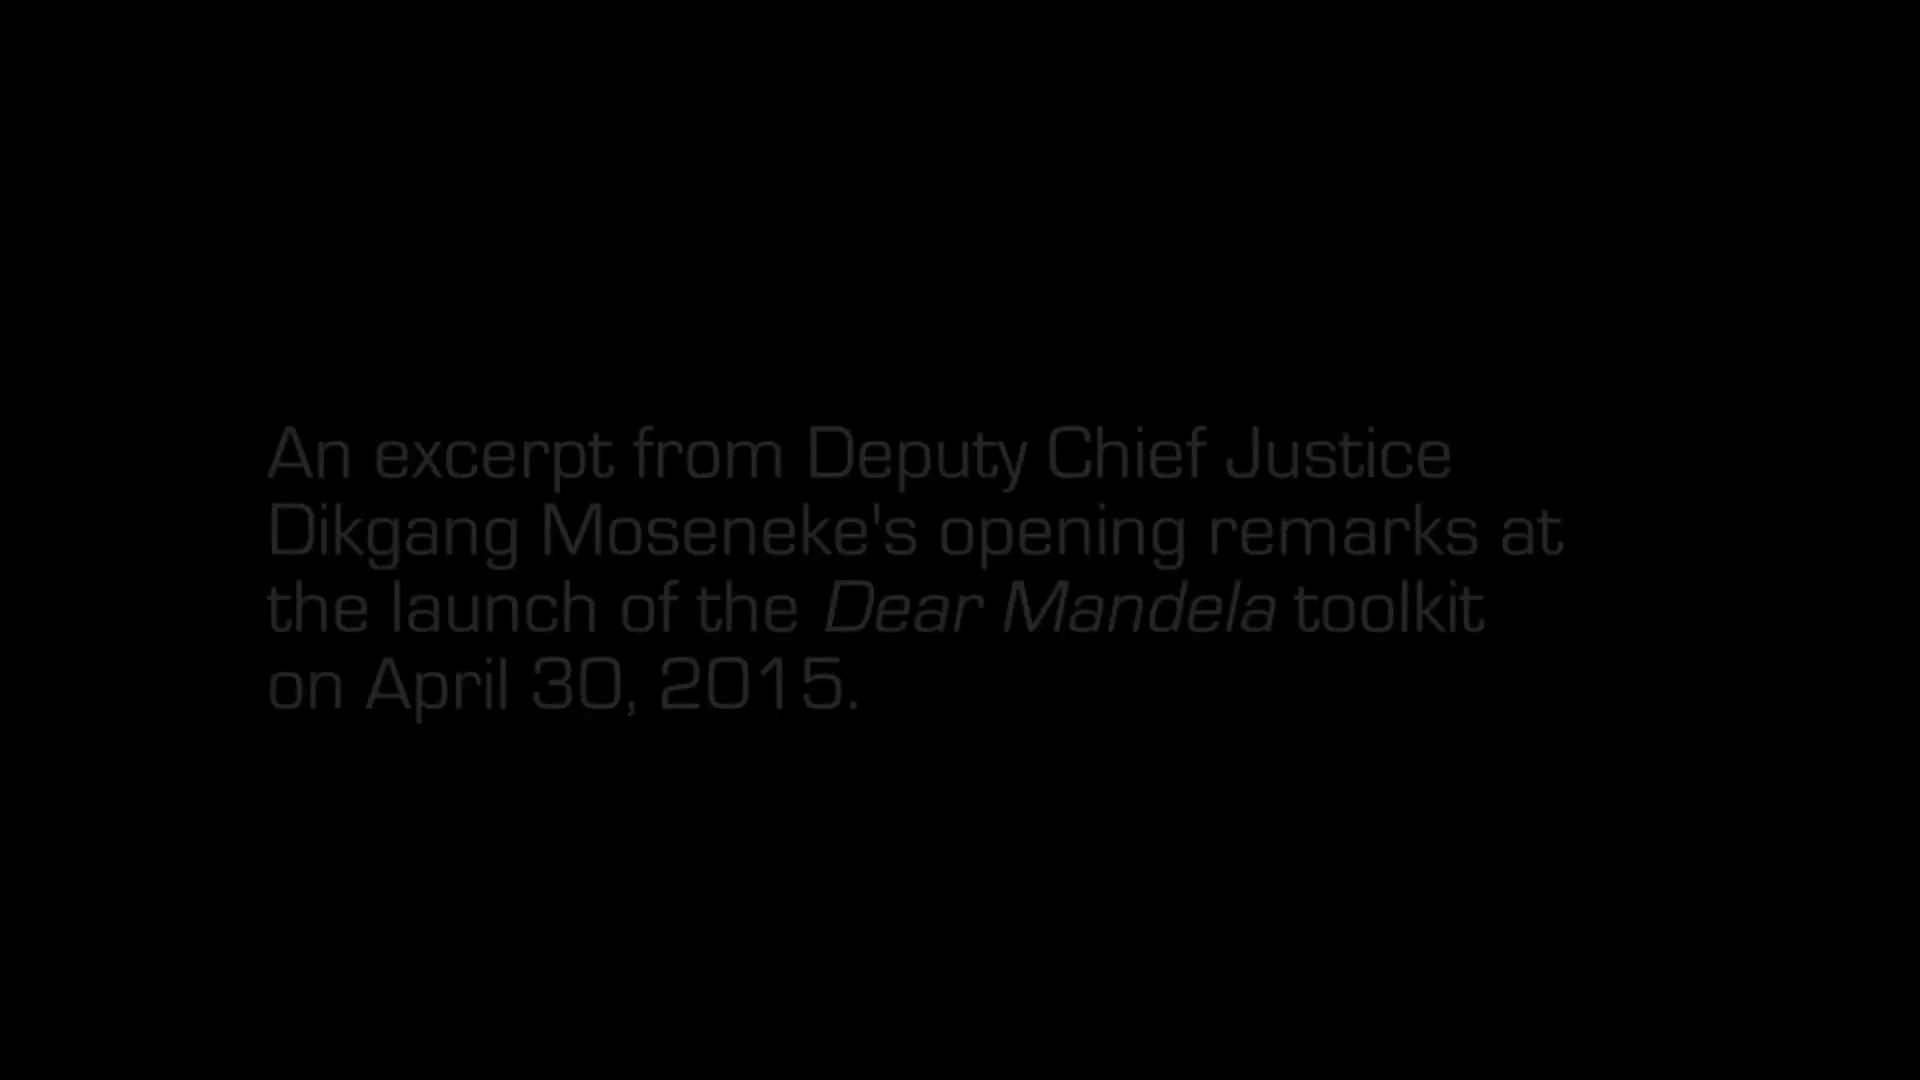 An excerpt from Deputy Chief Justice
Dikgang Moseneke's opening remarks at
the launch of the Dear Mandela toolkit
on April 30, 2015.